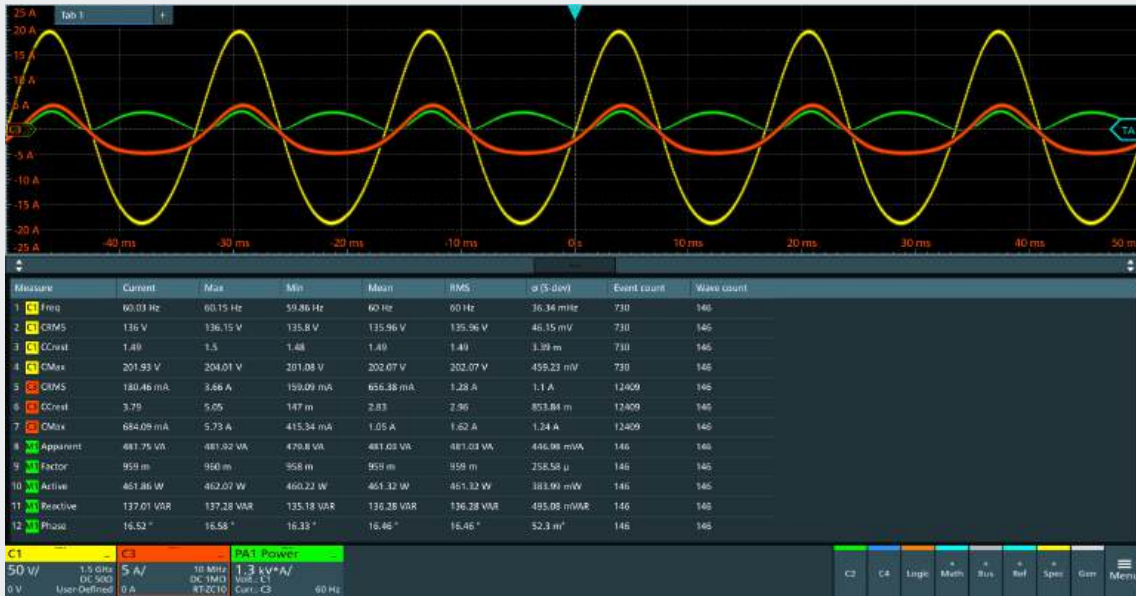 25 A
Tab 1 +
20 A
15 A
10 A
5 A
C3
TA
-5 A
-10 A
-15 A
-20 A
-25 A
-40 ms -30 ms -20 ms -10 ms 0 s 10 ms 20 ms 30 ms 40 ms 50 m
Measure Current Max Min Mean RMS σ (S-dev) Event count Wave count
1 C1 Freq 60.03 Hz 60.15 Hz 59.86 Hz 60 Hz 60 Hz 36.34 mHz 730 146
2 C1 CRMS 136 V 136.15 V 135.8 V 135.96 V 135.96 V 46.15 mV 730 146
3 C1 CCrest 1.49 1.5 1.48 1.49 1.49 3.39 m 730 146
4 C1 CMax 201.93 V 204.01 V 201.08 V 202.07 V 202.07 V 459.23 mV 730 146
5 C3 CRMS 180.46 mA 3.66 A 159.09 mA 656.38 mA 1.28 A 1.1 A 12409 146
6 C3 CCrest 3.79 5.05 147 m 2.83 2.96 853.84 m 12409 146
7 C3 CMax 684.09 mA 5.73 A 415.34 mA 1.05 A 1.62 A 1.24 A 12409 146
8 M1 Apparent 481.75 VA 481.92 VA 479.8 VA 481.03 VA 481.03 VA 446.98 mVA 146 146
9 M1 Factor 959 m 960 m 958 m 959 m 959 m 258.58 µ 146 146
10 M1 Active 461.86 W 462.07 W 460.22 W 461.32 W 461.32 W 383.99 mW 146 146
11 M1 Reactive 137.01 VAR 137.28 VAR 135.18 VAR 136.28 VAR 136.28 VAR 495.08 mVAR 146 146
12 M1 Phase 16.52 ° 16.58 ° 16.33 ° 16.46 ° 16.46 ° 52.3 m° 146 146
C1 C3 PA1 Power
50 V/ 1.5 GHz 5 A/ 10 MHz 1.3 kV*A/
DC 50Ω DC 1MΩ Volt.: C1
0 V User-Defined 0 A RT-ZC10 Curr.: C3 60 Hz
C2 C4 Logic Math Bus Ref Spec Gen Menu